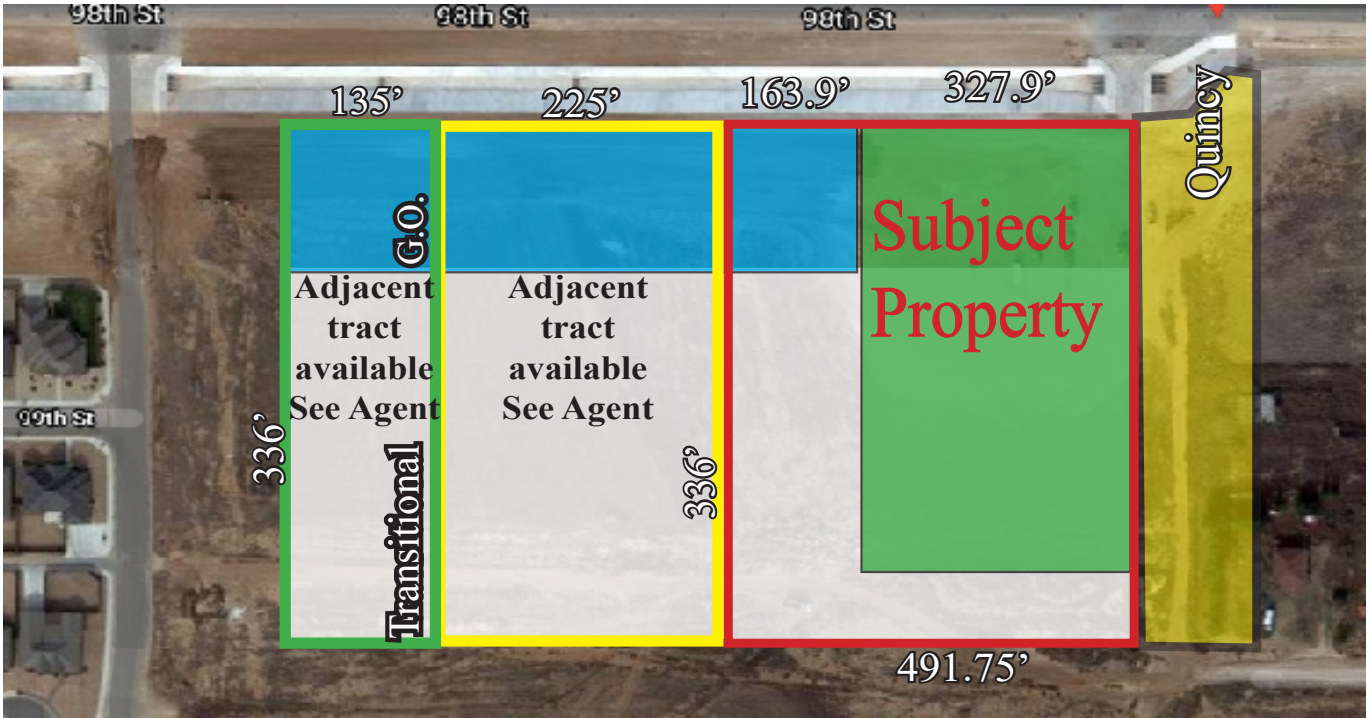 98th St
98th St
98th St
135’
225’
163.9’
327.9’
Quincy
G.O.
Subject
Property
Adjacent
tract
available
See Agent
Adjacent
tract
available
See Agent
99th St
336’
336’
Transitional
491.75’